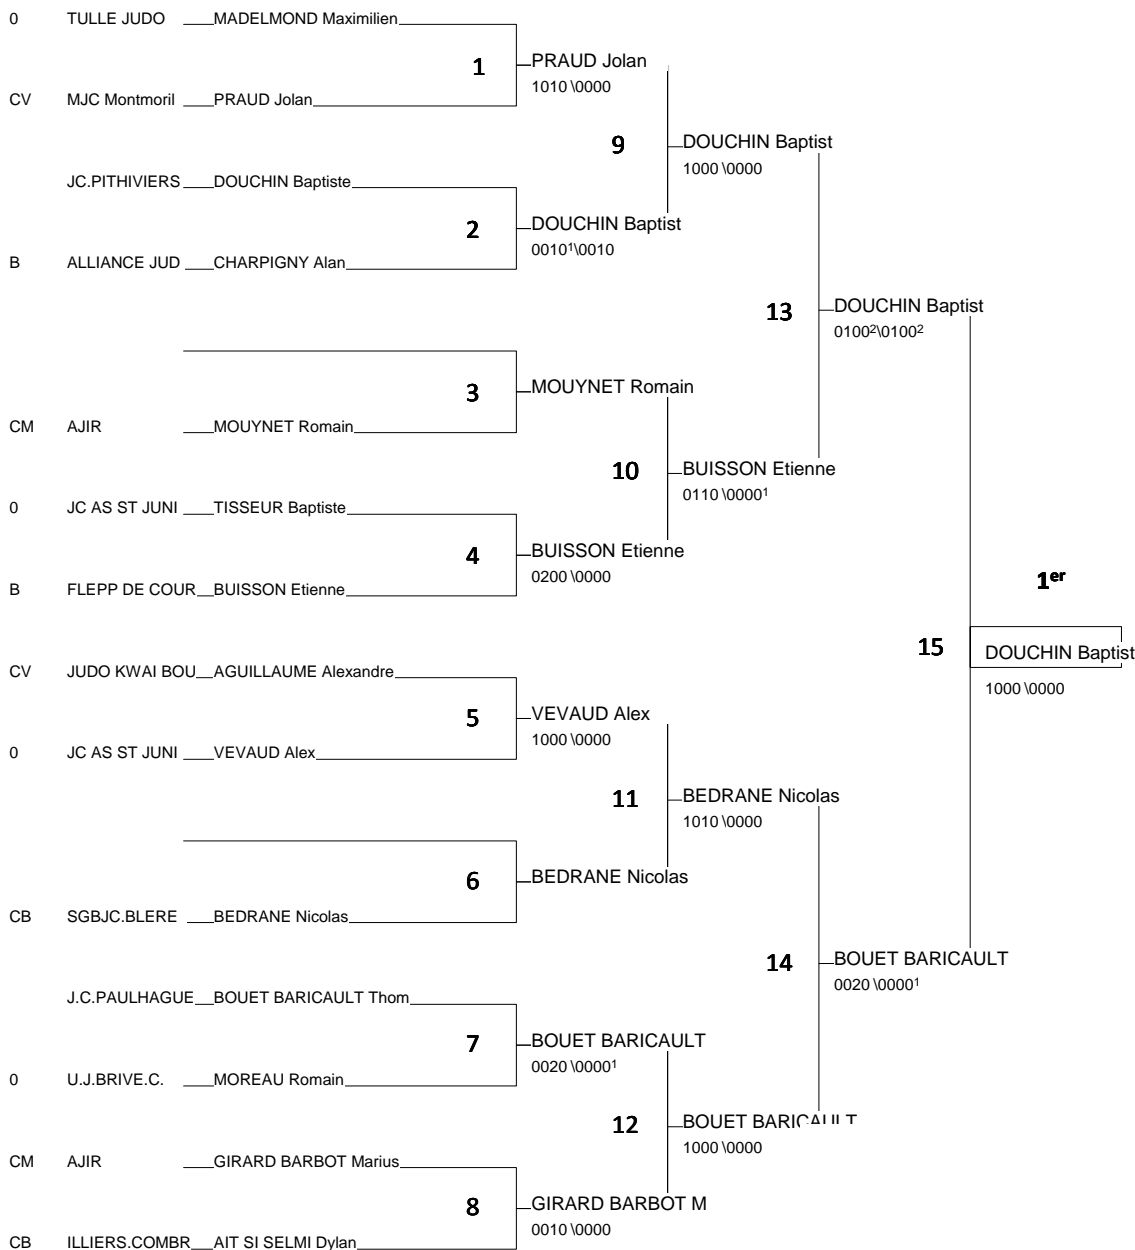 0 TULLE JUDO MADELMOND Maximilien
1 PRAUD Jolan
1010 \0000
CV MJC Montmoril PRAUD Jolan
9 DOUCHIN Baptist
1000 \0000
JC.PITHIVIERS DOUCHIN Baptiste
2 DOUCHIN Baptist
0010¹\0010
B ALLIANCE JUD CHARPIGNY Alan
13 DOUCHIN Baptist
0100²\0100²
3 MOUYNET Romain
CM AJIR MOUYNET Romain
10 BUISSON Etienne
0110 \0000¹
0 JC AS ST JUNI TISSEUR Baptiste
4 BUISSON Etienne
0200 \0000
B FLEPP DE COUR BUISSON Etienne
1er
15 DOUCHIN Baptist
1000 \0000
CV JUDO KWAI BOU AGUILLAUME Alexandre
5 VEVAUD Alex
1000 \0000
0 JC AS ST JUNI VEVAUD Alex
11 BEDRANE Nicolas
1010 \0000
6 BEDRANE Nicolas
CB SGBJC.BLERE BEDRANE Nicolas
14 BOUET BARICAULT
0020 \0000¹
J.C.PAULHAGUE BOUET BARICAULT Thom
7 BOUET BARICAULT
0020 \0000¹
0 U.J.BRIVE.C. MOREAU Romain
12 BOUET BARICAULT
1000 \0000
CM AJIR GIRARD BARBOT Marius
8 GIRARD BARBOT M
0010 \0000
CB ILLIERS.COMBR AIT SI SELMI Dylan